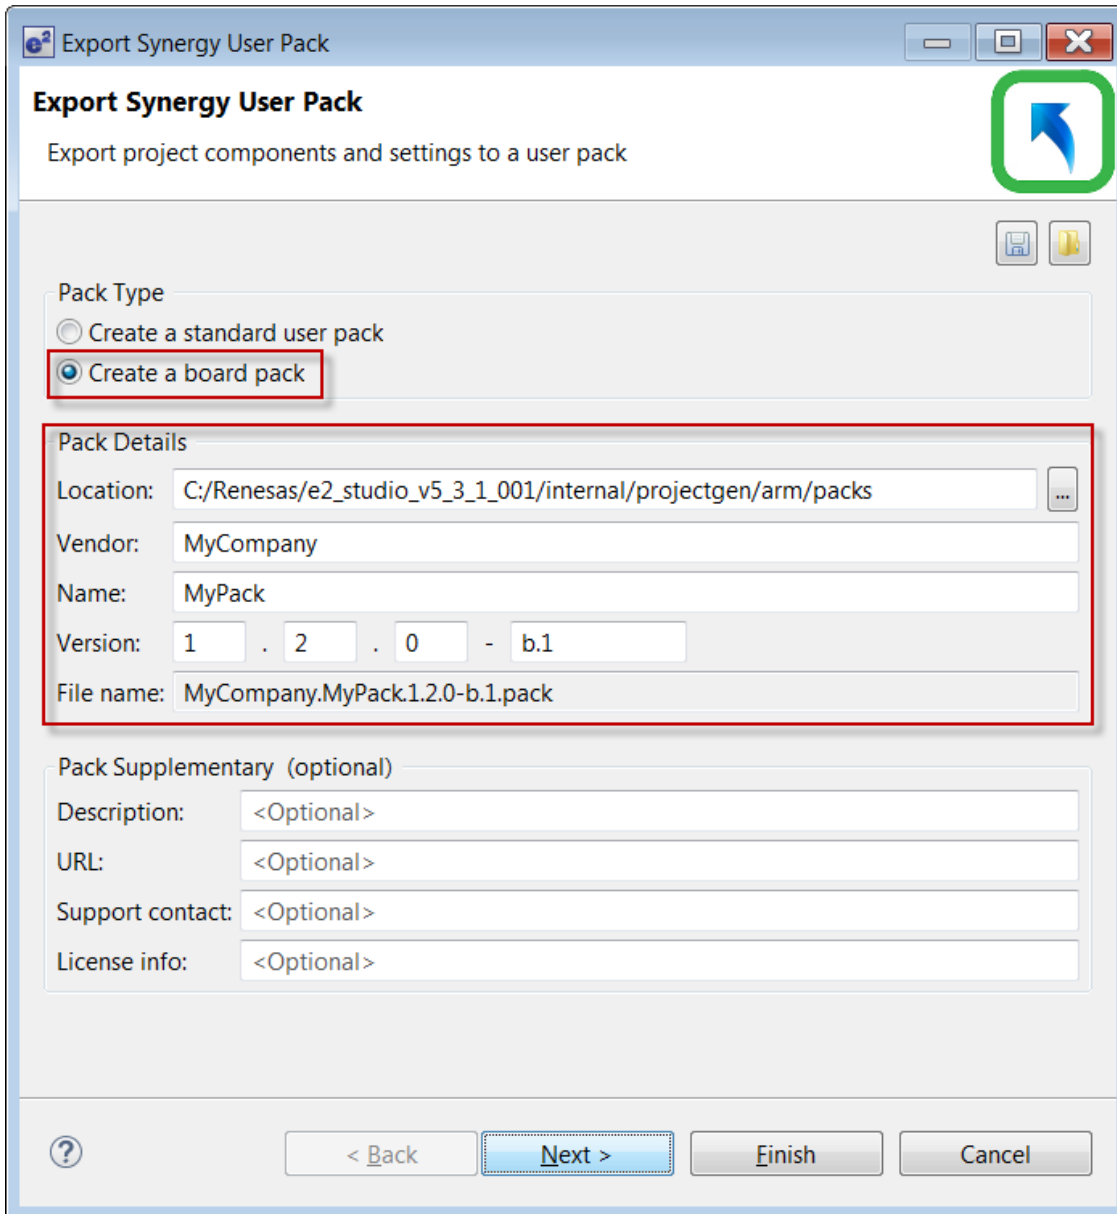 e² Export Synergy User Pack
Export Synergy User Pack
Export project components and settings to a user pack
Pack Type
Create a standard user pack
Create a board pack
Pack Details
Location: C:/Renesas/e2_studio_v5_3_1_001/internal/projectgen/arm/packs ...
Vendor: MyCompany
Name: MyPack
Version: 1 . 2 . 0 - b.1
File name: MyCompany.MyPack.1.2.0-b.1.pack
Pack Supplementary (optional)
Description: <Optional>
URL: <Optional>
Support contact: <Optional>
License info: <Optional>
? < Back Next > Finish Cancel